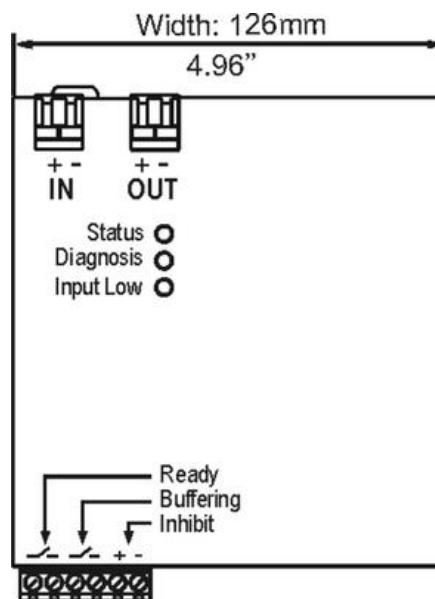 Width: 126mm
4.96”
+ - + -
IN OUT
Status
Diagnosis
Input Low
Ready
Buffering
Inhibit
+ -